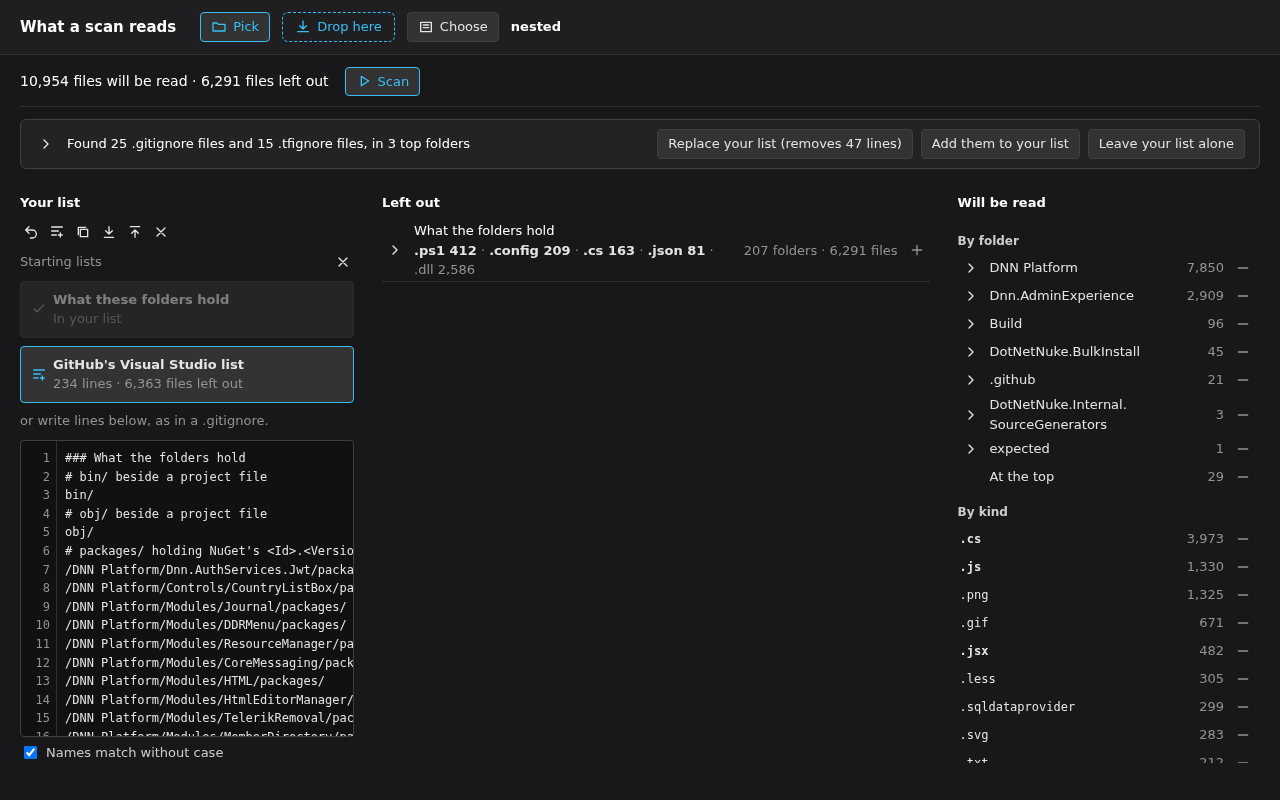 What a scan reads
Pick
Drop here
Choose
nested
10,954 files will be read · 6,291 files left out
Scan
Found 25 .gitignore files and 15 .tfignore files, in 3 top folders
Replace your list (removes 47 lines)
Add them to your list
Leave your list alone
Your list
Starting lists
What these folders hold
In your list
GitHub's Visual Studio list
234 lines · 6,363 files left out
or write lines below, as in a .gitignore.
1 ### What the folders hold
2 # bin/ beside a project file
3 bin/
4 # obj/ beside a project file
5 obj/
6 # packages/ holding NuGet's <Id>.<Versio
7 /DNN Platform/Dnn.AuthServices.Jwt/packa
8 /DNN Platform/Controls/CountryListBox/pa
9 /DNN Platform/Modules/Journal/packages/
10 /DNN Platform/Modules/DDRMenu/packages/
11 /DNN Platform/Modules/ResourceManager/pa
12 /DNN Platform/Modules/CoreMessaging/pack
13 /DNN Platform/Modules/HTML/packages/
14 /DNN Platform/Modules/HtmlEditorManager/
15 /DNN Platform/Modules/TelerikRemoval/pac
16 /DNN Platform/Modules/MemberDirectory/pa
Names match without case
Left out
What the folders hold
.ps1 412 · .config 209 · .cs 163 · .json 81 ·
.dll 2,586
207 folders · 6,291 files
Will be read
By folder
DNN Platform 7,850
Dnn.AdminExperience 2,909
Build 96
DotNetNuke.BulkInstall 45
.github 21
DotNetNuke.Internal.
SourceGenerators 3
expected 1
At the top 29
By kind
.cs 3,973
.js 1,330
.png 1,325
.gif 671
.jsx 482
.less 305
.sqldataprovider 299
.svg 283
.txt 212